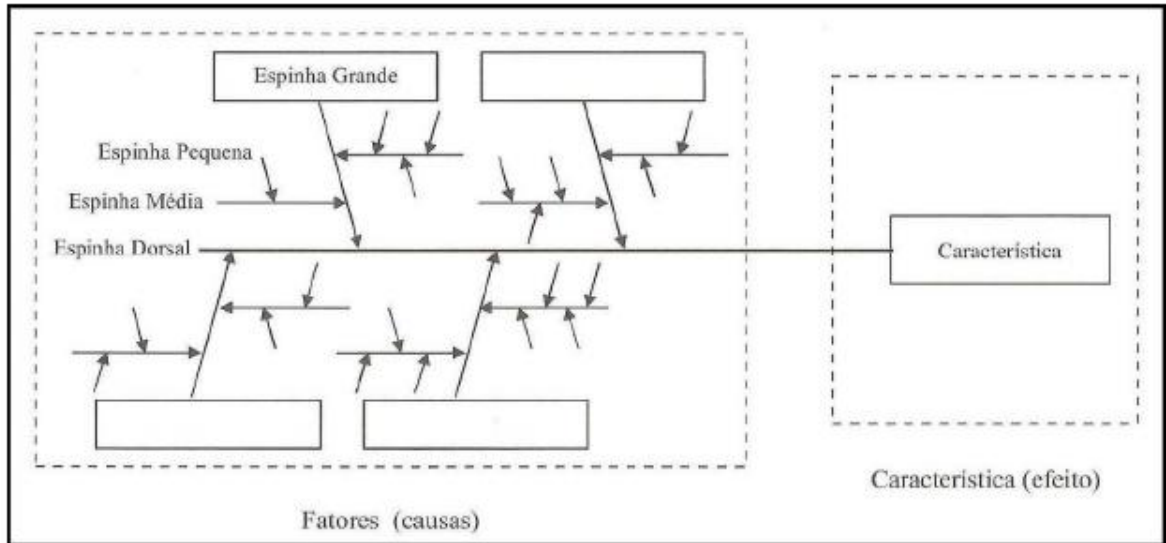 Espinha Grande
Espinha Pequena
Espinha Média
Espinha Dorsal
Característica
Característica (efeito)
Fatores (causas)